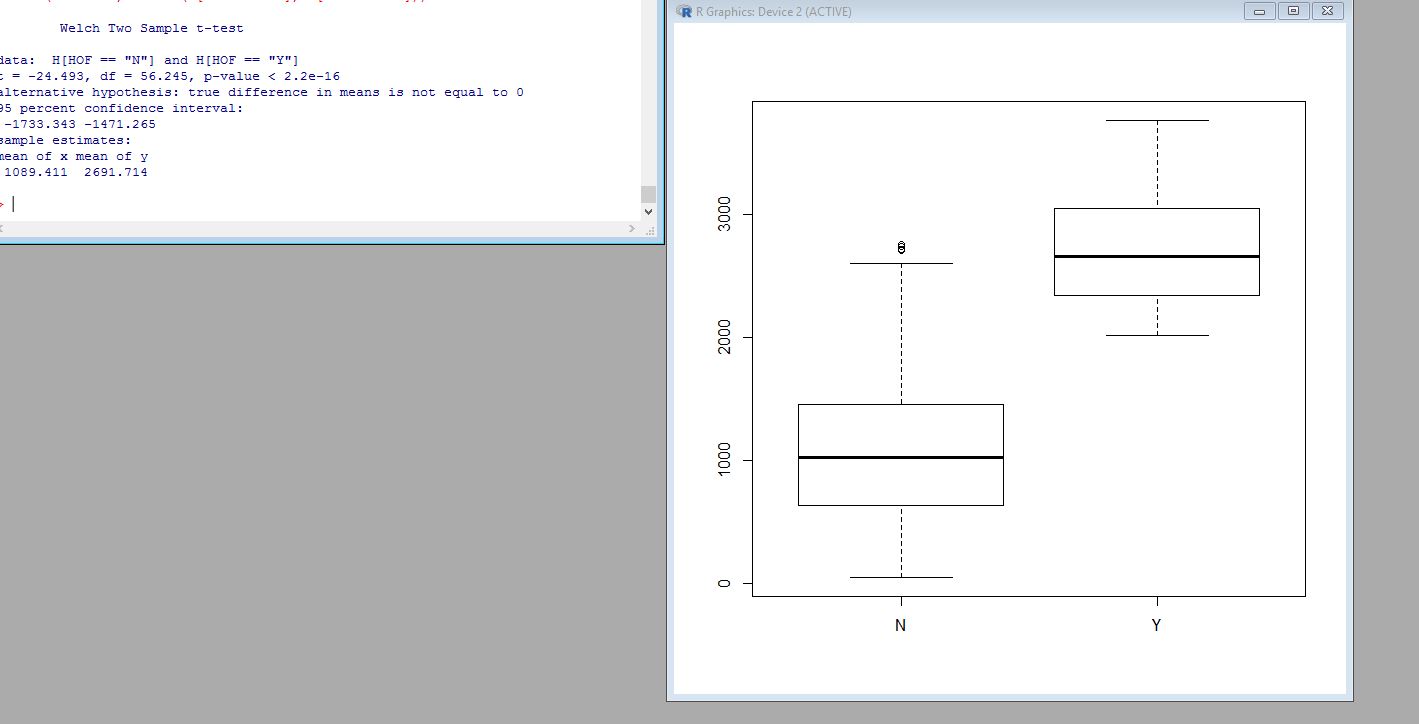 Welch Two Sample t-test
data: H[HOF == "N"] and H[HOF == "Y"]
t = -24.493, df = 56.245, p-value < 2.2e-16
alternative hypothesis: true difference in means is not equal to 0
95 percent confidence interval:
-1733.343 -1471.265
sample estimates:
mean of x mean of y
1089.411 2691.714
>
R Graphics: Device 2 (ACTIVE)
3000
2000
1000
0
N Y